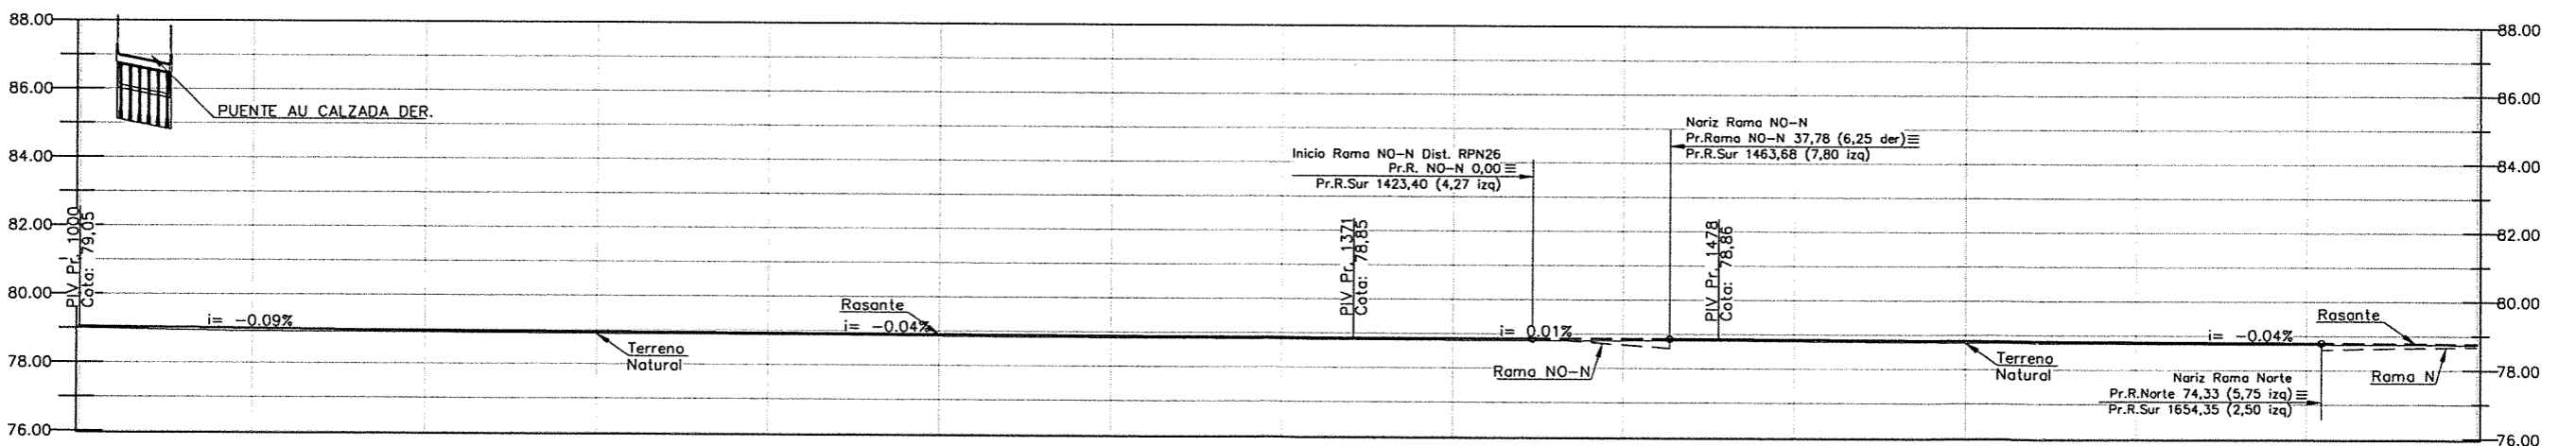 88.00
86.00
84.00
82.00
80.00
78.00
76.00
PUENTE AU CALZADA DER.
PIV Pr. 1000
Cota: 79,05
i= -0.09%
Terreno
Natural
Rasante
i= -0.04%
Inicio Rama NO-N Dist. RPN26
Pr.R. NO-N 0,00≡
Pr.R.Sur 1423,40 (4,27 izq)
PIV Pr. 1371
Cota: 78,85
i= 0.01%
Rama NO-N
Nariz Rama NO-N
Pr.Rama NO-N 37,78 (6,25 der)≡
Pr.R.Sur 1463,68 (7,80 izq)
PIV Pr. 1478
Cota: 78,86
Terreno
Natural
i= -0.04%
Rasante
Nariz Rama Norte
Pr.R.Norte 74,33 (5,75 izq)≡
Pr.R.Sur 1654,35 (2,50 izq)
Rama N
88.00
86.00
84.00
82.00
80.00
78.00
76.00